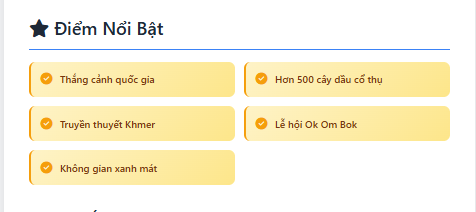 Điểm Nổi Bật
Thắng cảnh quốc gia
Hơn 500 cây dầu cổ thụ
Truyền thuyết Khmer
Lễ hội Ok Om Bok
Không gian xanh mát